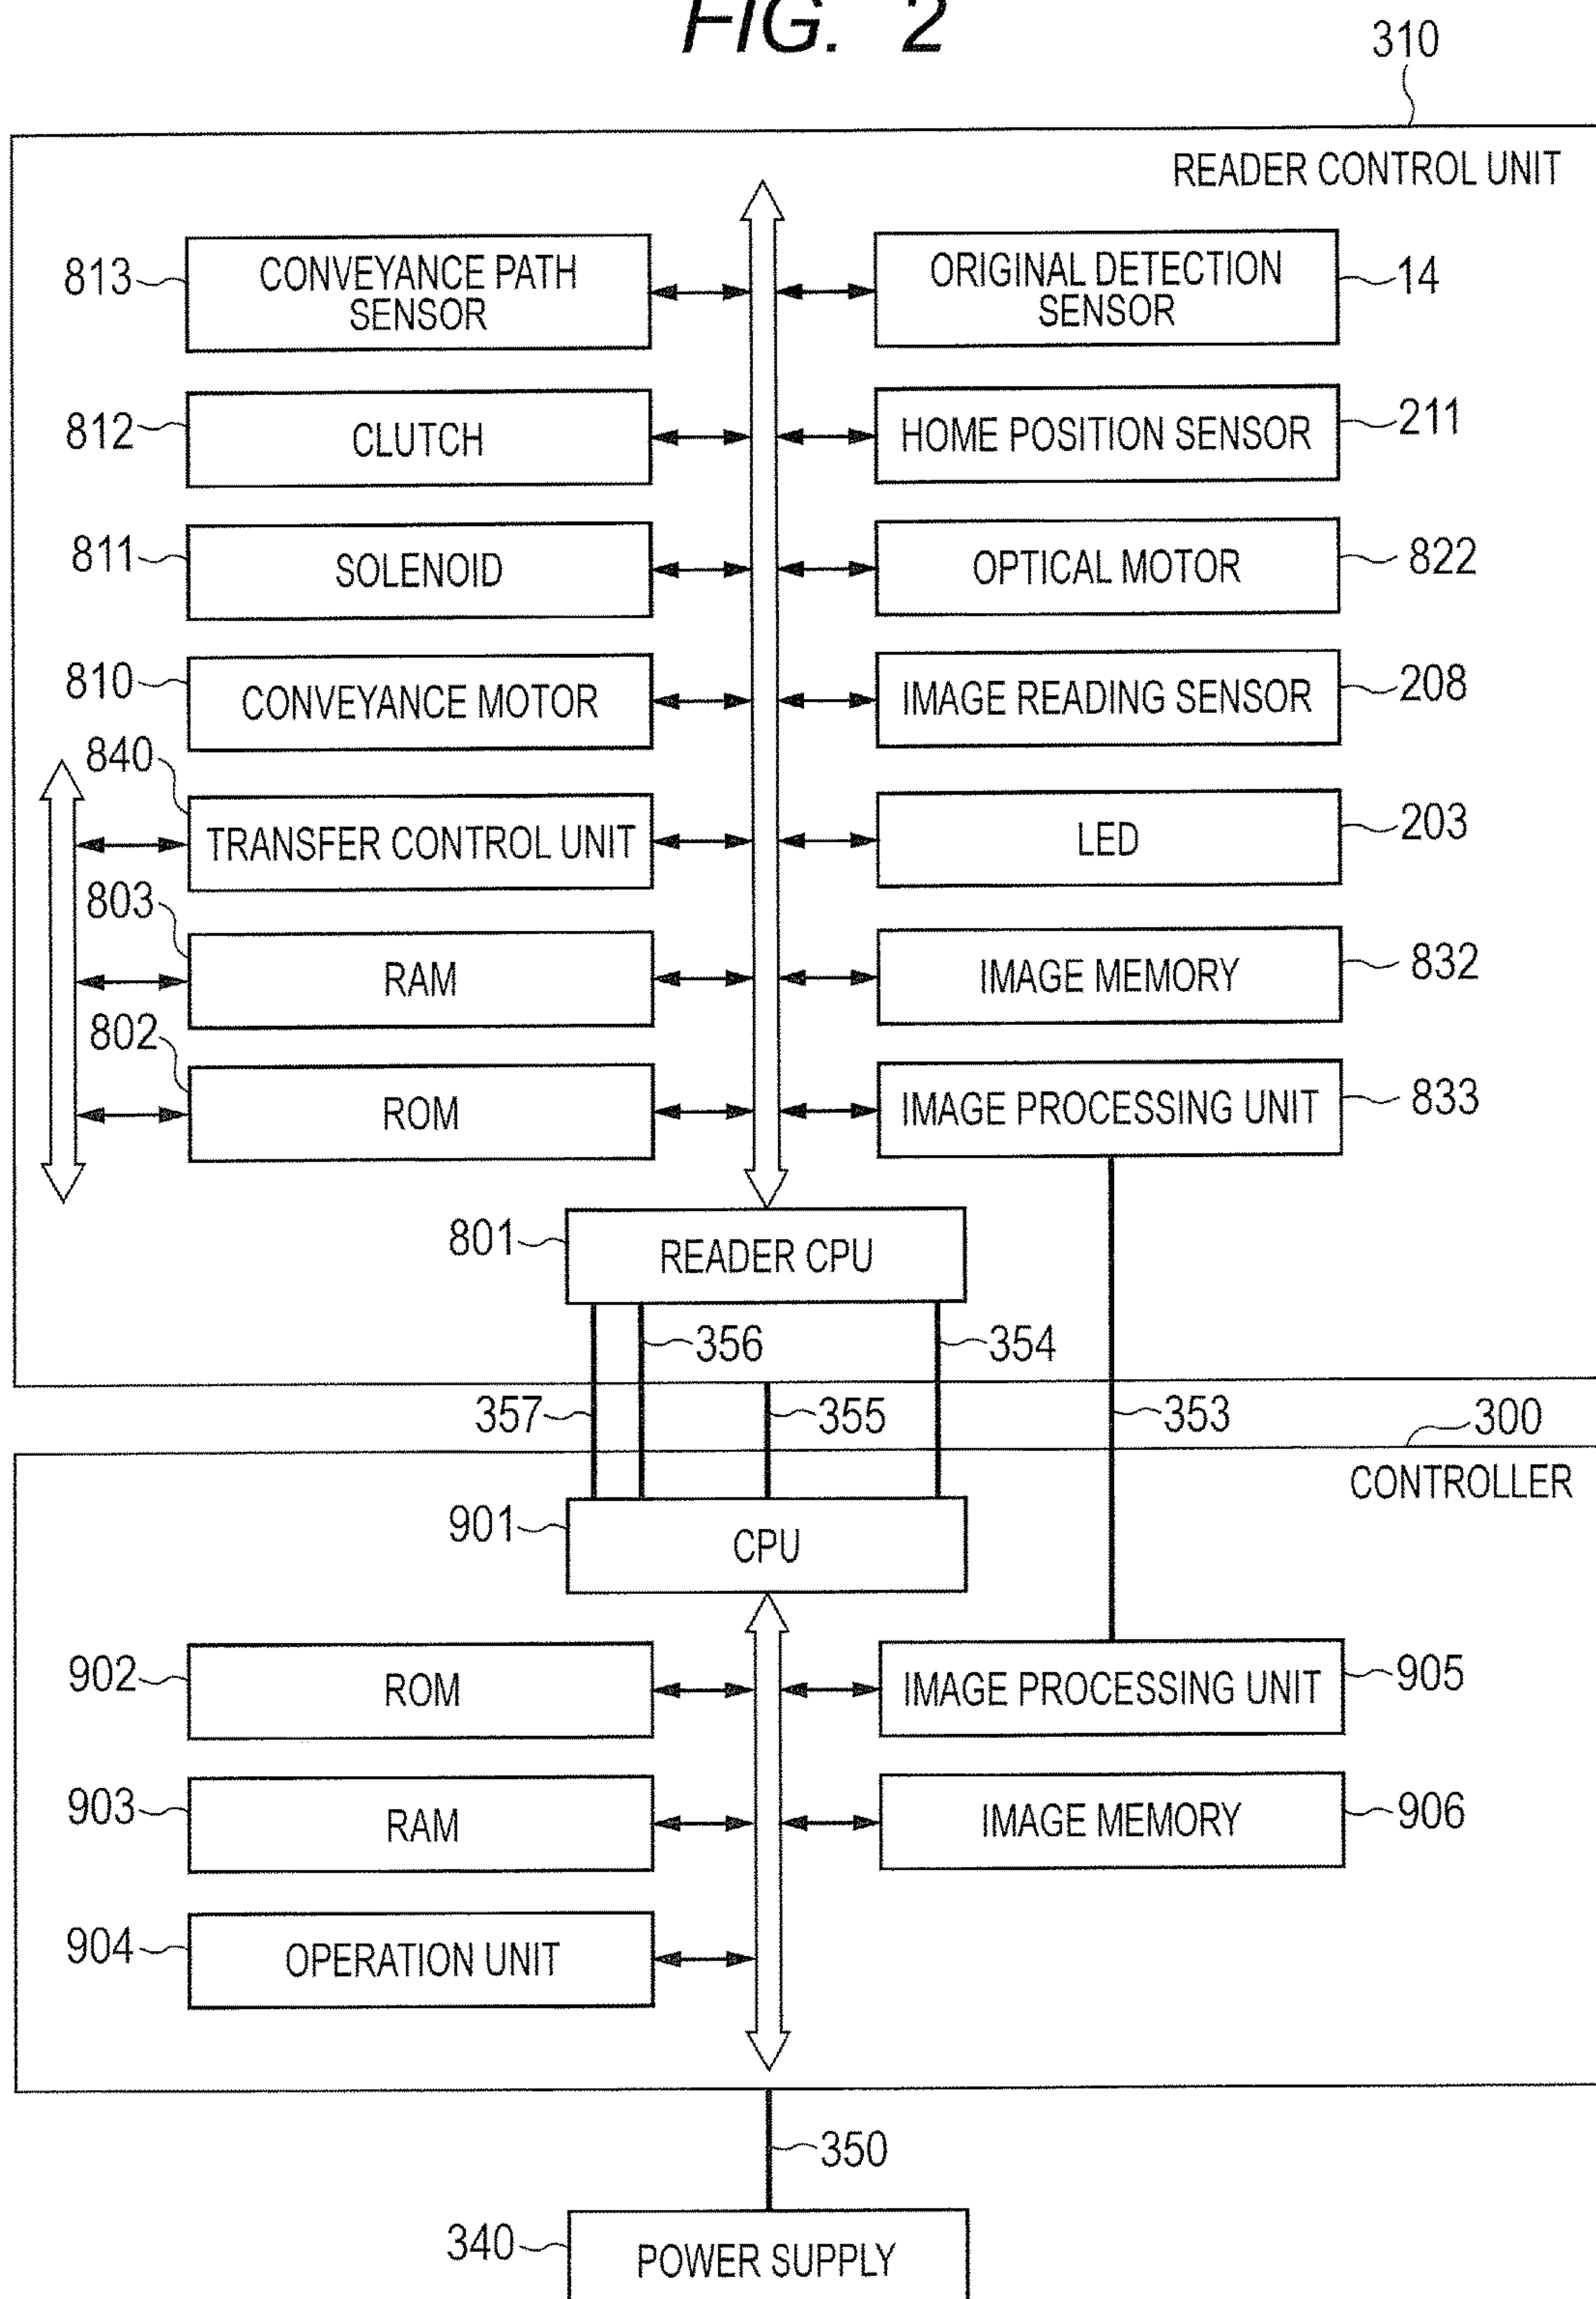 FIG. 2
310
READER CONTROL UNIT
813
CONVEYANCE PATH
SENSOR
ORIGINAL DETECTION
SENSOR
14
812
CLUTCH
HOME POSITION SENSOR
211
811
SOLENOID
OPTICAL MOTOR
822
810
CONVEYANCE MOTOR
IMAGE READING SENSOR
208
840
TRANSFER CONTROL UNIT
LED
203
803
RAM
IMAGE MEMORY
832
802
ROM
IMAGE PROCESSING UNIT
833
801
READER CPU
356
354
357
355
353
300
CONTROLLER
901
CPU
902
ROM
IMAGE PROCESSING UNIT
905
903
RAM
IMAGE MEMORY
906
904
OPERATION UNIT
350
340
POWER SUPPLY